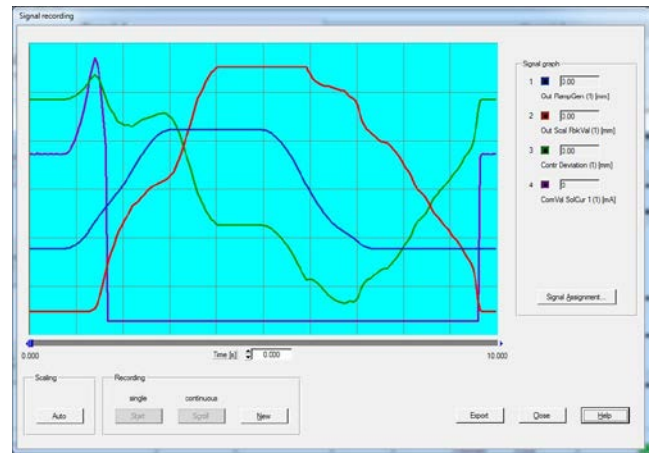 Signal recording
Signal graph
1 0.00
Out RampGen (1) [mm]
2 0.00
Out Scal FbkVal (1) [mm]
3 0.00
Contr Deviation (1) [mm]
4 0
ComVal SolCur 1 (1) [mA]
Signal Assignment...
0.000 Time [s] 0.000 10.000
Scaling
Recording
single continuous
Auto Start Scroll New Export Close Help